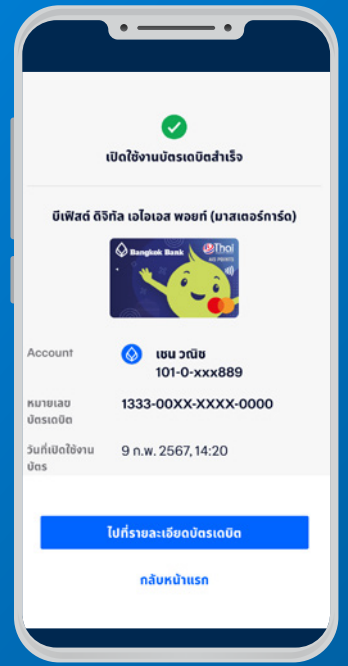 เปิดใช้งานบัตรเดบิตสำเร็จ
บีเฟิสต์ ดิจิทัล เอไอเอส พอยท์ (มาสเตอร์การ์ด)
Bangkok Bank
Thai
AIS POINTS
Account
เชน วณิช
101-0-xxx889
หมายเลข
บัตรเดบิต
1333-00XX-XXXX-0000
วันที่เปิดใช้งาน
บัตร
9 ก.พ. 2567, 14:20
ไปที่รายละเอียดบัตรเดบิต
กลับหน้าแรก